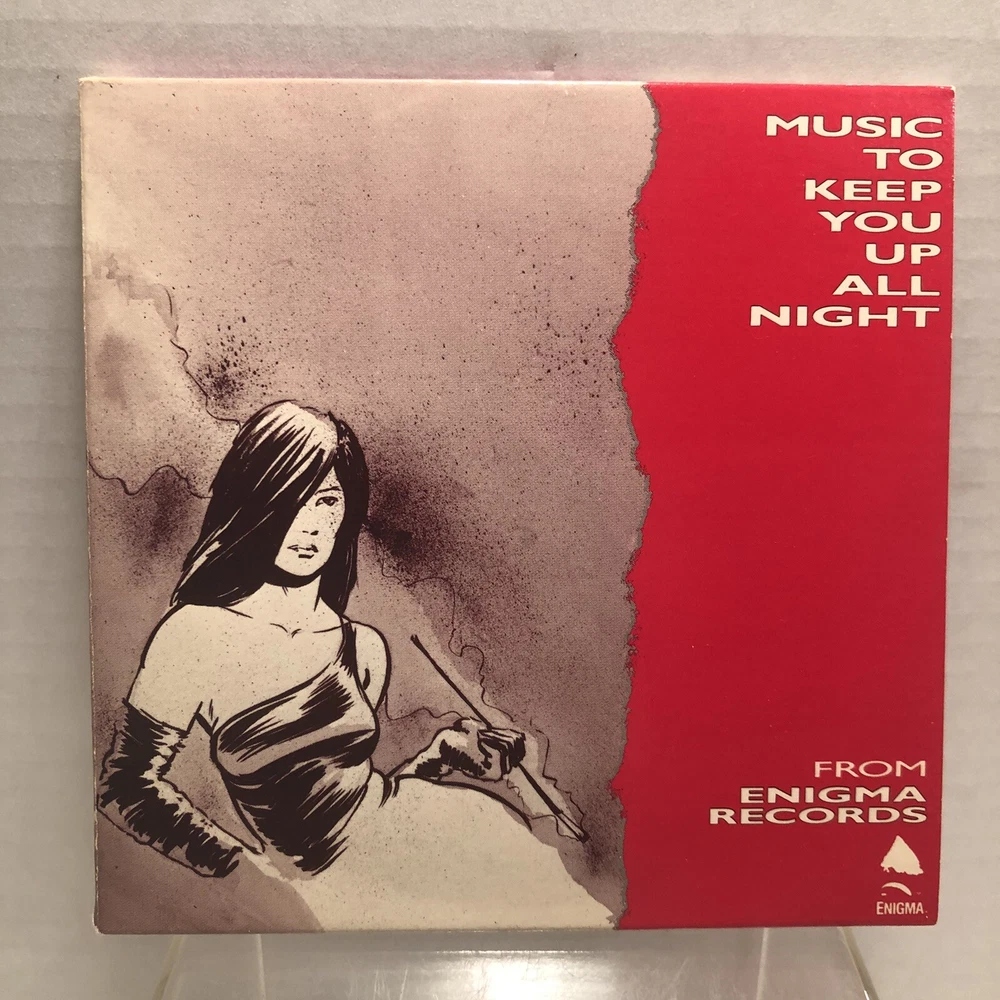 MUSIC
TO
KEEP
YOU
UP
ALL
NIGHT
FROM
ENIGMA
RECORDS
ENIGMA